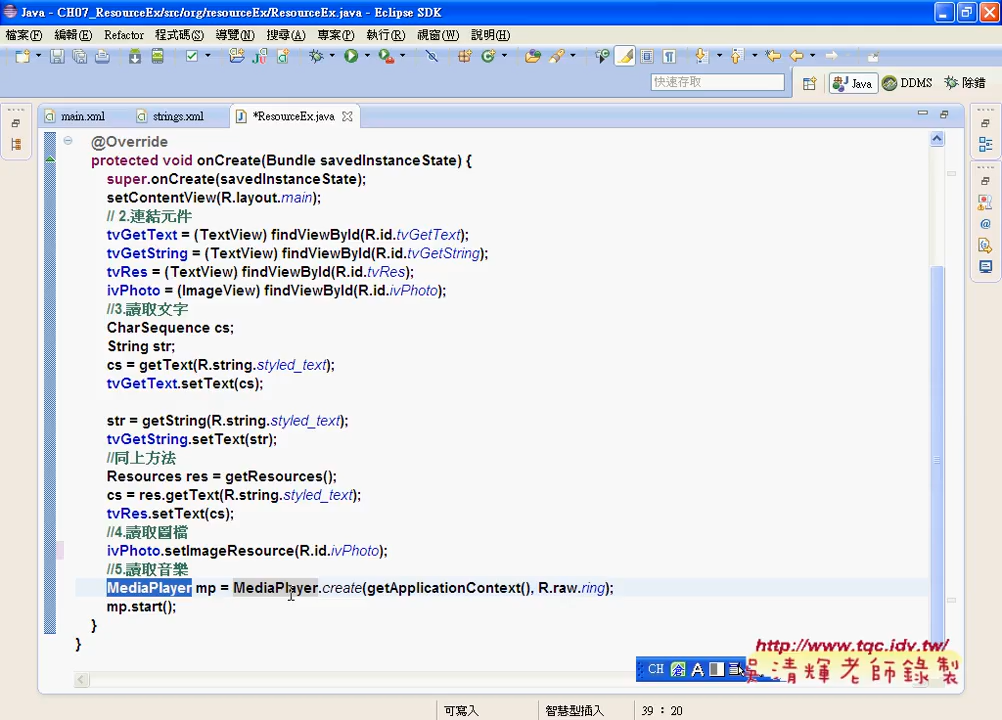 Java - CH07_ResourceEx/src/org/resourceEx/ResourceEx.java - Eclipse SDK
檔案(F) 編輯(E) Refactor 程式碼(S) 導覽(N) 搜尋(A) 專案(P) 執行(R) 視窗(W) 說明(H)
快速存取 Java DDMS 除錯
main.xml strings.xml *ResourceEx.java
@Override
protected void onCreate(Bundle savedInstanceState) {
super.onCreate(savedInstanceState);
setContentView(R.layout.main);
// 2.連結元件
tvGetText = (TextView) findViewById(R.id.tvGetText);
tvGetString = (TextView) findViewById(R.id.tvGetString);
tvRes = (TextView) findViewById(R.id.tvRes);
ivPhoto = (ImageView) findViewById(R.id.ivPhoto);
//3.讀取文字
CharSequence cs;
String str;
cs = getText(R.string.styled_text);
tvGetText.setText(cs);
str = getString(R.string.styled_text);
tvGetString.setText(str);
//同上方法
Resources res = getResources();
cs = res.getText(R.string.styled_text);
tvRes.setText(cs);
//4.讀取圖檔
ivPhoto.setImageResource(R.id.ivPhoto);
//5.讀取音樂
MediaPlayer mp = MediaPlayer.create(getApplicationContext(), R.raw.ring);
mp.start();
}
}
http://www.tqc.idv.tw/
CH A
吳清輝老師錄製
可寫入 智慧型插入 39 : 20